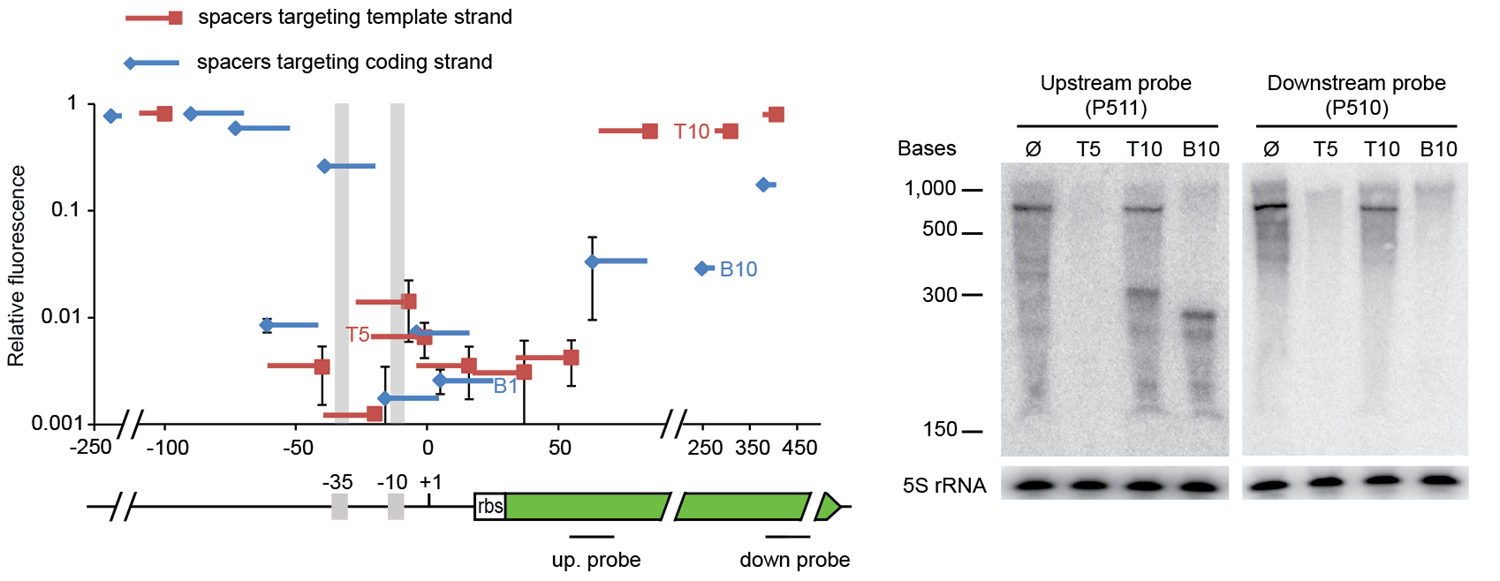 spacers targeting template strand
spacers targeting coding strand
Relative fluorescence
1
0.1
0.01
0.001
T10
B10
T5
B1
-250 -100 -50 0 50 250 350 450
-35 -10 +1
rbs
up. probe down probe
Upstream probe
(P511)
Downstream probe
(P510)
Bases Ø T5 T10 B10 Ø T5 T10 B10
1,000
500
300
150
5S rRNA